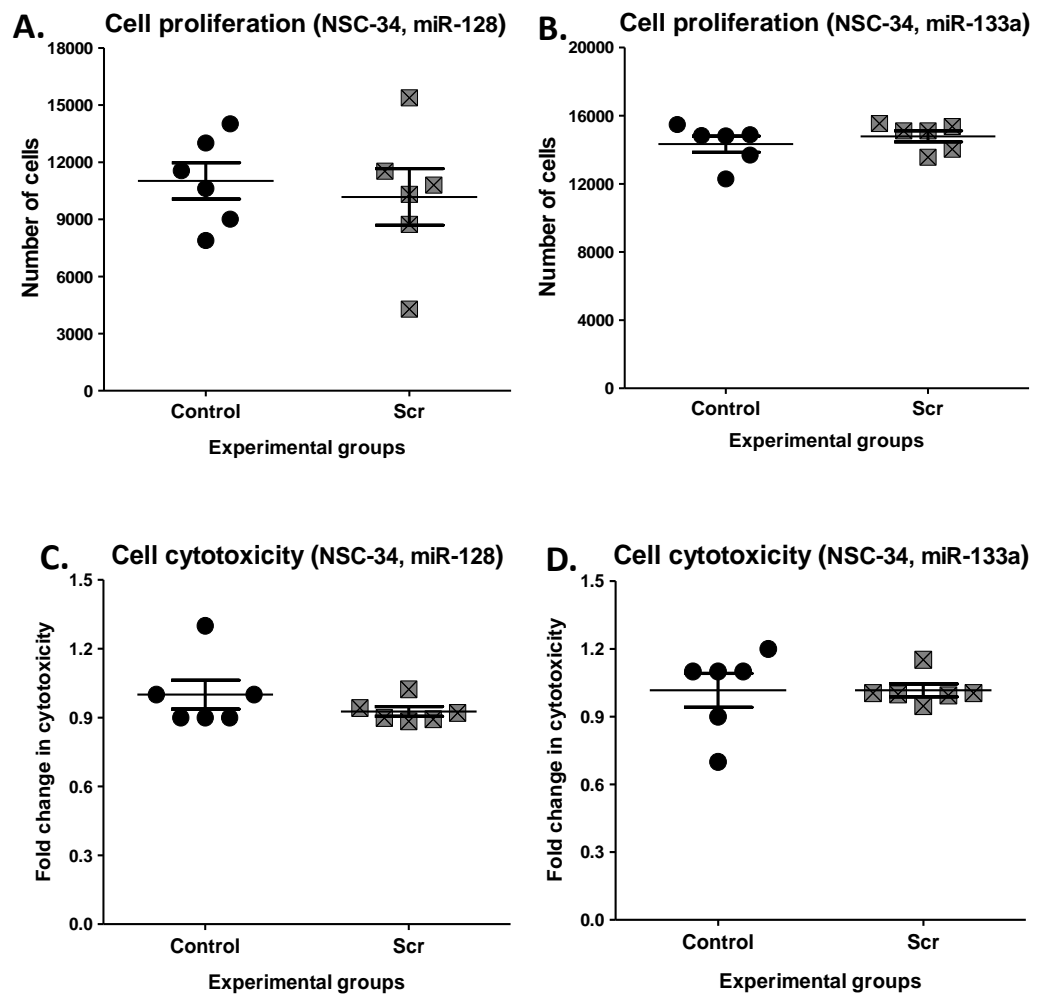 A. Cell proliferation (NSC-34, miR-128)
18000
15000
12000
9000
6000
3000
0
Number of cells
Control Scr
Experimental groups
B. Cell proliferation (NSC-34, miR-133a)
20000
16000
12000
8000
4000
0
Number of cells
Control Scr
Experimental groups
C. Cell cytotoxicity (NSC-34, miR-128)
1.5
1.2
0.9
0.6
0.3
0.0
Fold change in cytotoxicity
Control Scr
Experimental groups
D. Cell cytotoxicity (NSC-34, miR-133a)
1.5
1.2
0.9
0.6
0.3
0.0
Fold change in cytotoxicity
Control Scr
Experimental groups